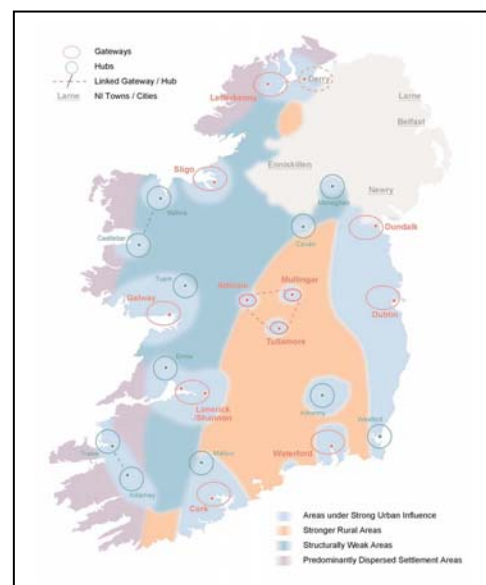 Gateways
Hubs
Linked Gateway / Hub
Larne
NI Towns / Cities
Derry
Letterkenny
Larne
Belfast
Enniskillen
Sligo
Newry
Monaghan
Ballina
Dundalk
Cavan
Castlebar
Tuam
Mullingar
Athlone
Galway
Dublin
Tullamore
Ennis
Limerick
/Shannon
Kilkenny
Wexford
Tralee
Mallow
Waterford
Killarney
Cork
Areas under Strong Urban Influence
Stronger Rural Areas
Structurally Weak Areas
Predominantly Dispersed Settlement Areas